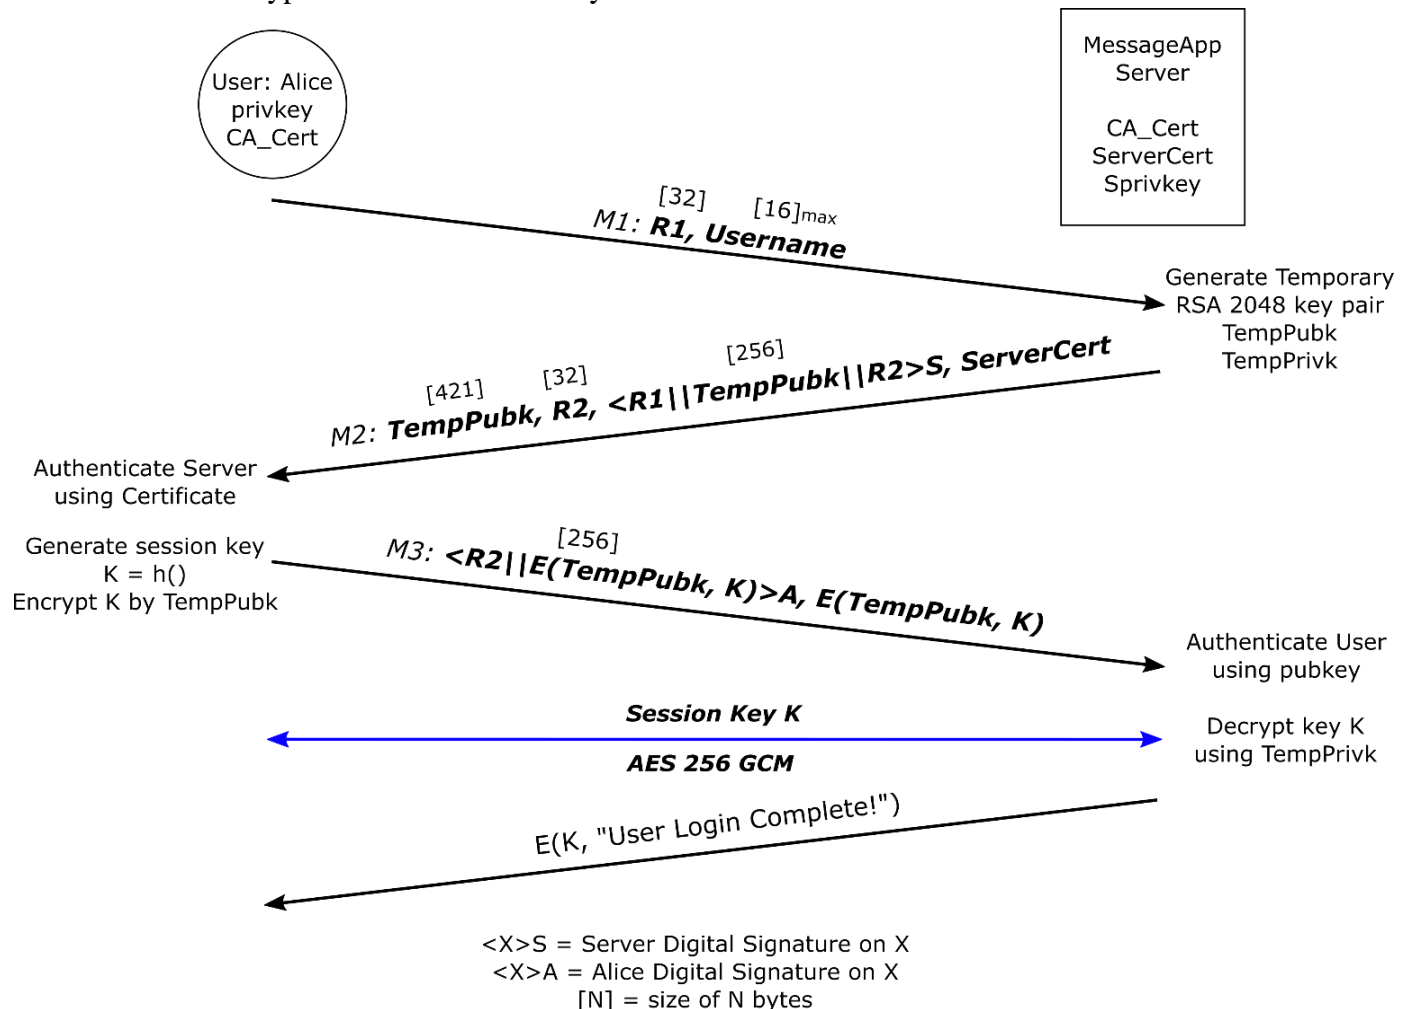 User: Alice
privkey
CA_Cert
MessageApp
Server
CA_Cert
ServerCert
Sprivkey
[32] [16]max
M1: R1, Username
Generate Temporary
RSA 2048 key pair
TempPubk
TempPrivk
[421] [32] [256]
M2: TempPubk, R2, <R1||TempPubk||R2>S, ServerCert
Authenticate Server
using Certificate
Generate session key
K = h()
Encrypt K by TempPubk
[256]
M3: <R2||E(TempPubk, K)>A, E(TempPubk, K)
Authenticate User
using pubkey
Decrypt key K
using TempPrivk
Session Key K
AES 256 GCM
E(K, "User Login Complete!")
<X>S = Server Digital Signature on X
<X>A = Alice Digital Signature on X
[N] = size of N bytes